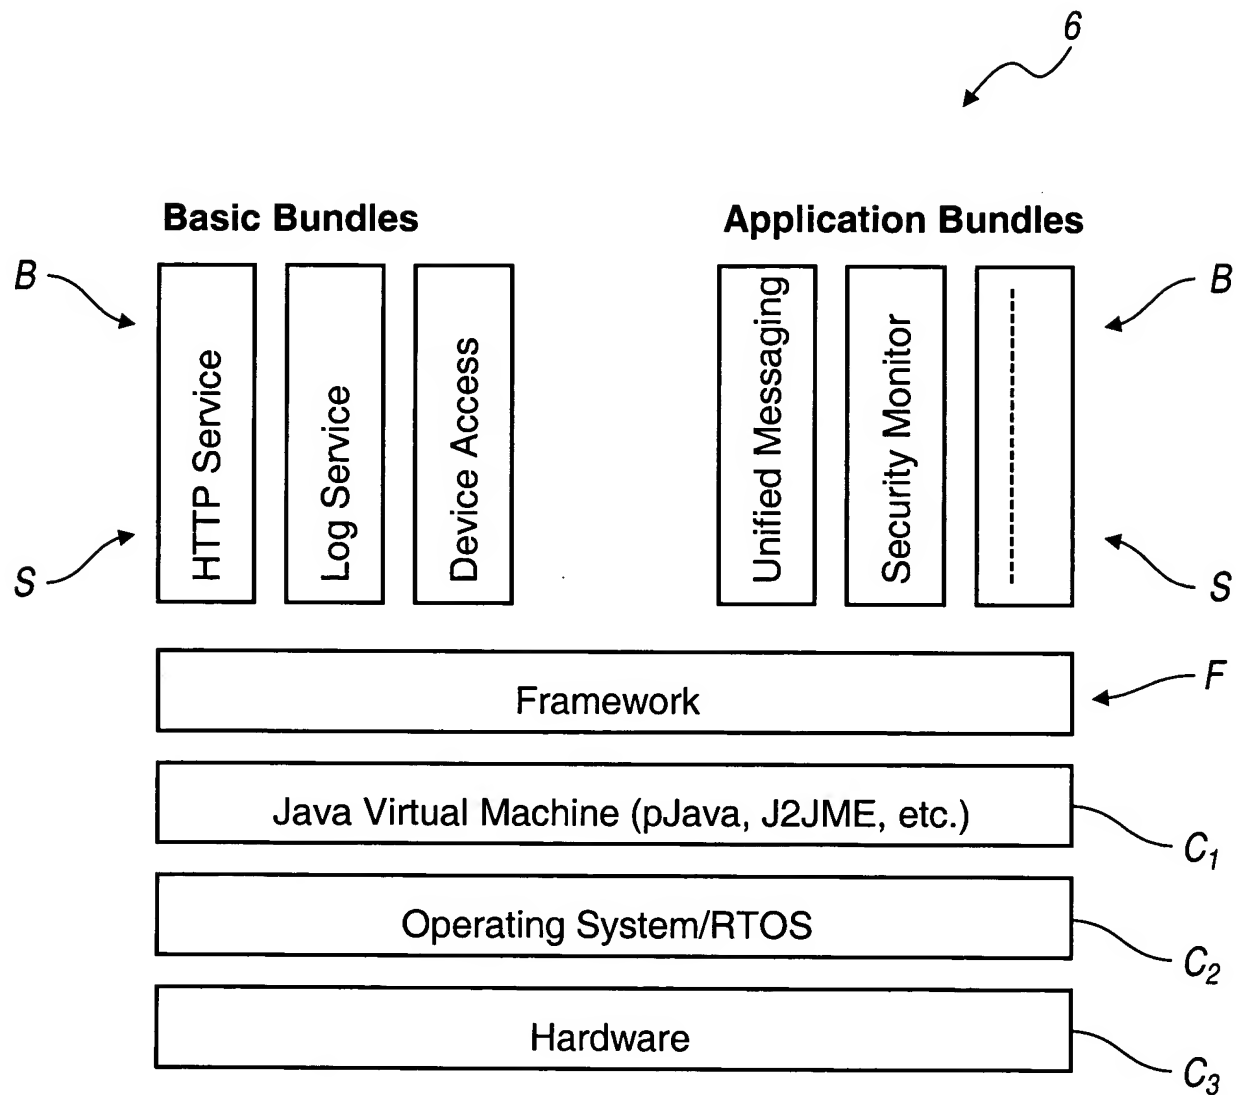 6
Basic Bundles
Application Bundles
B
B
HTTP Service
Log Service
Device Access
Unified Messaging
Security Monitor
S
S
Framework
F
Java Virtual Machine (pJava, J2JME, etc.)
C1
Operating System/RTOS
C2
Hardware
C3